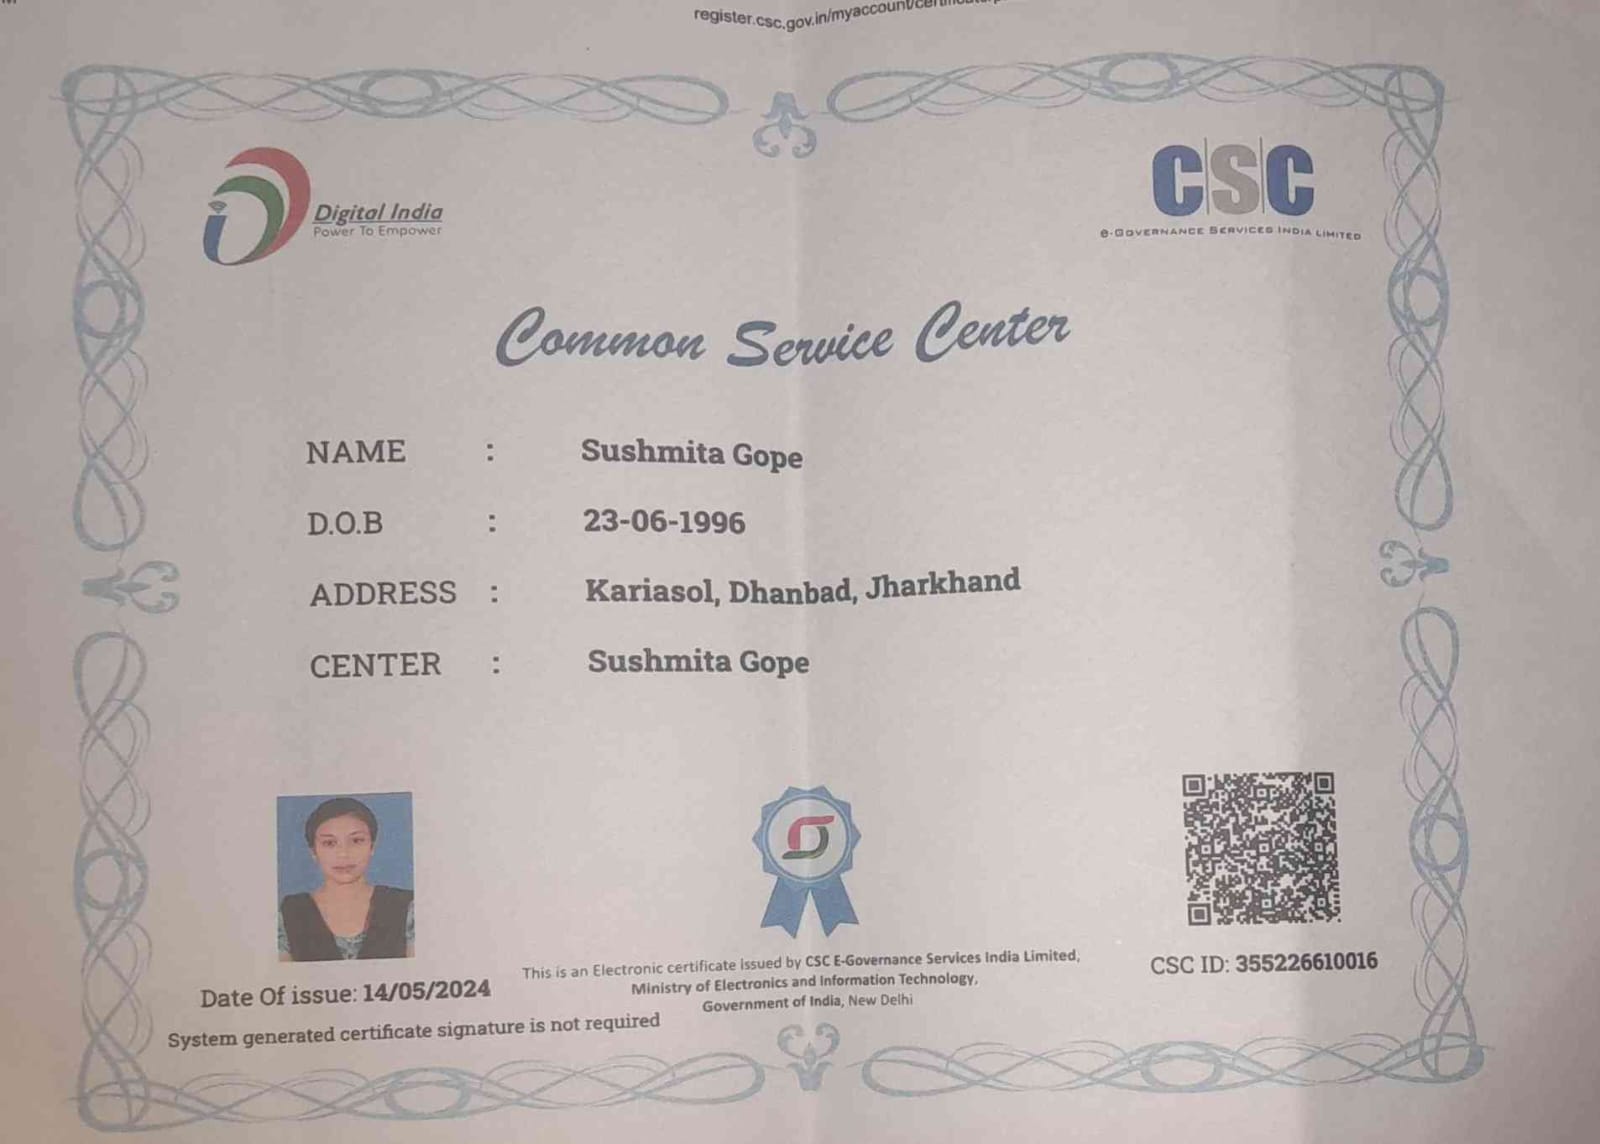 register.csc.gov.in/myaccount/
Digital India
Power To Empower
CSC
e-GOVERNANCE SERVICES INDIA LIMITED
Common Service Center
NAME : Sushmita Gope
D.O.B : 23-06-1996
ADDRESS : Kariasol, Dhanbad, Jharkhand
CENTER : Sushmita Gope
This is an Electronic certificate issued by CSC E-Governance Services India Limited,
Ministry of Electronics and Information Technology,
Government of India, New Delhi
CSC ID: 355226610016
Date Of issue: 14/05/2024
System generated certificate signature is not required